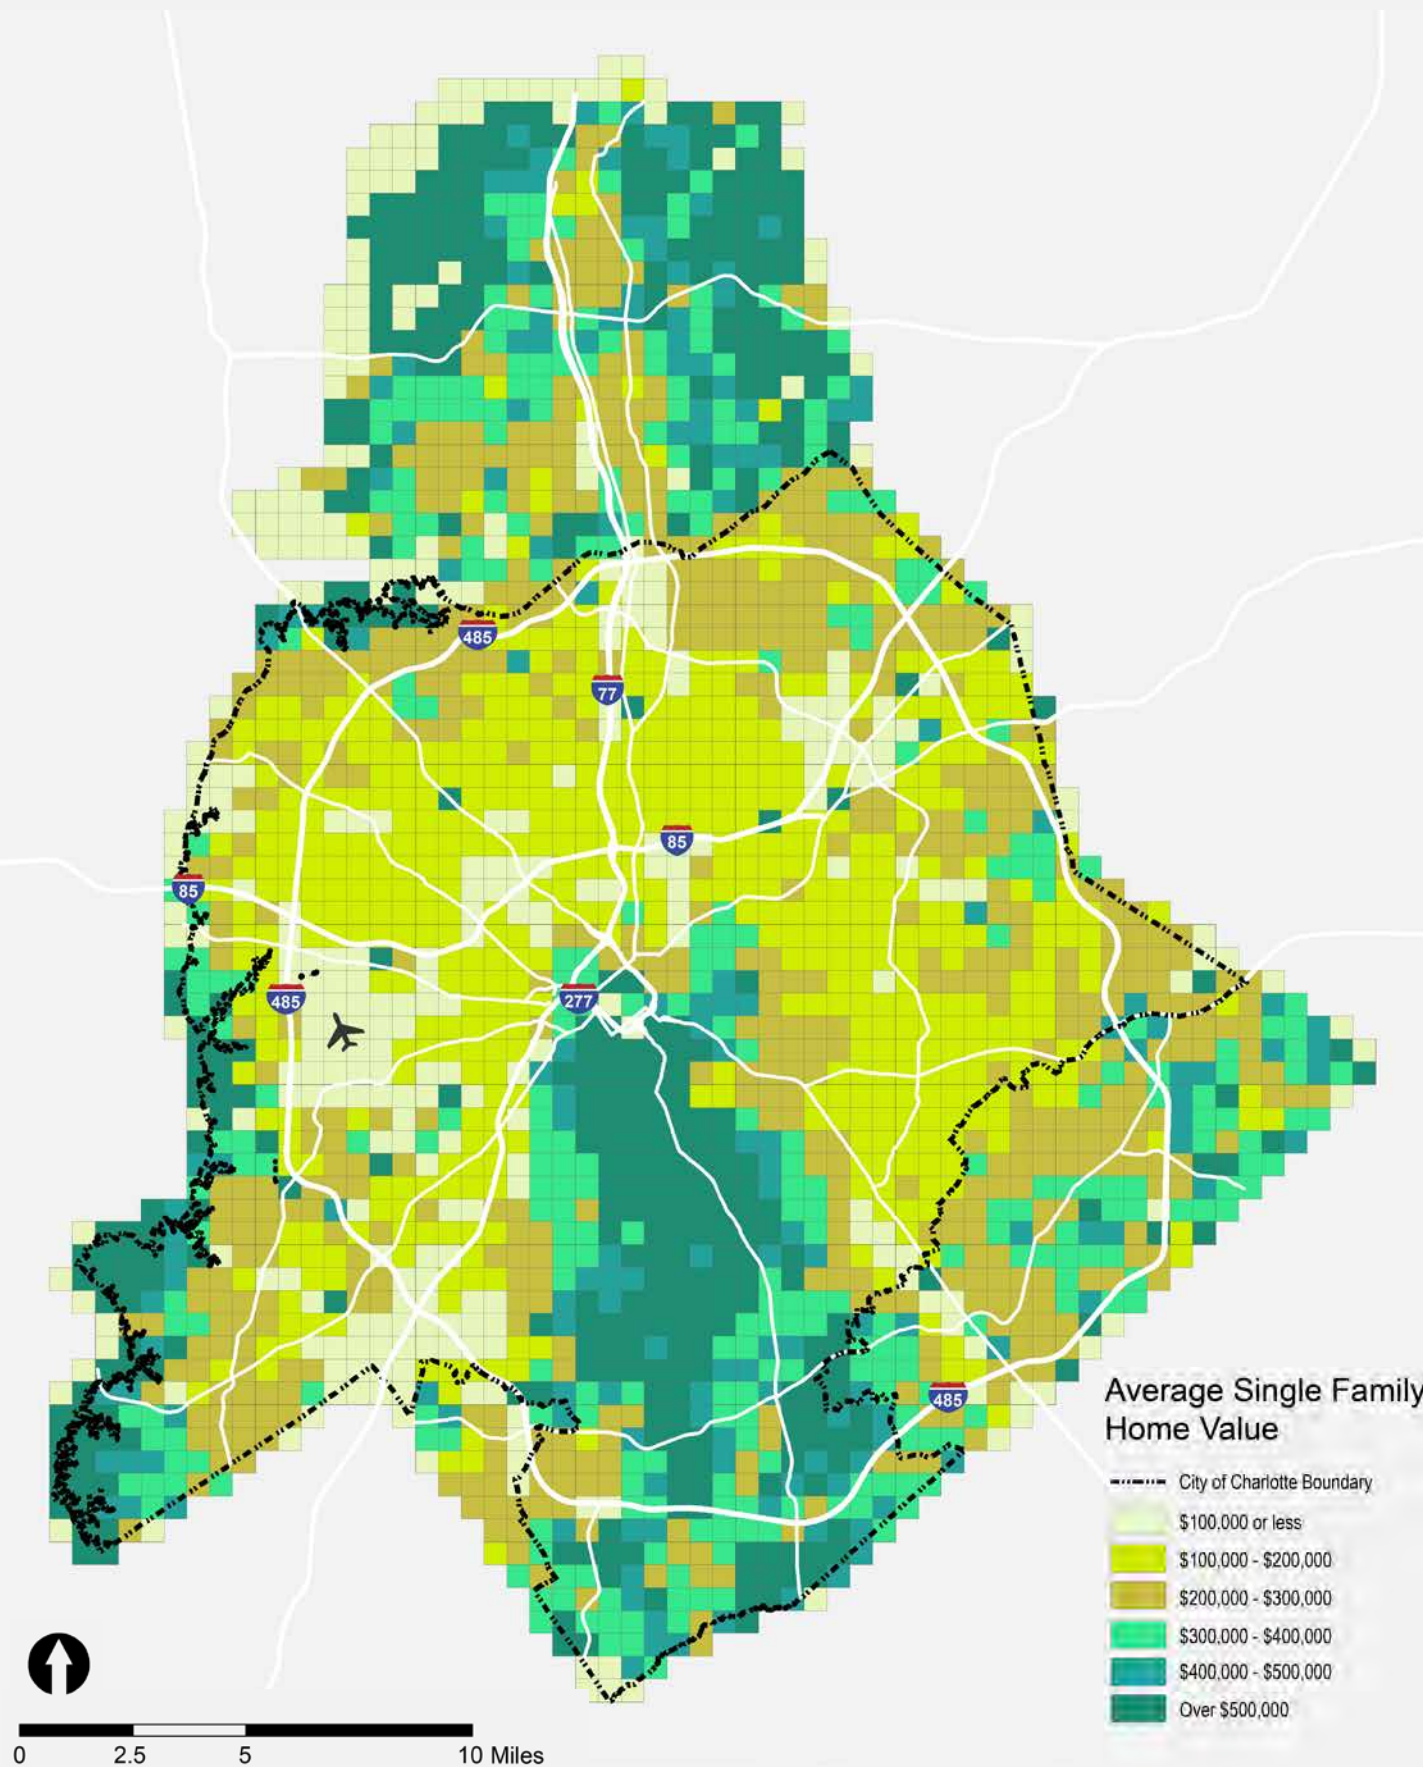 485
77
85
85
485
277
485
Average Single Family
Home Value
City of Charlotte Boundary
$100,000 or less
$100,000 - $200,000
$200,000 - $300,000
$300,000 - $400,000
$400,000 - $500,000
Over $500,000
0 2.5 5 10 Miles